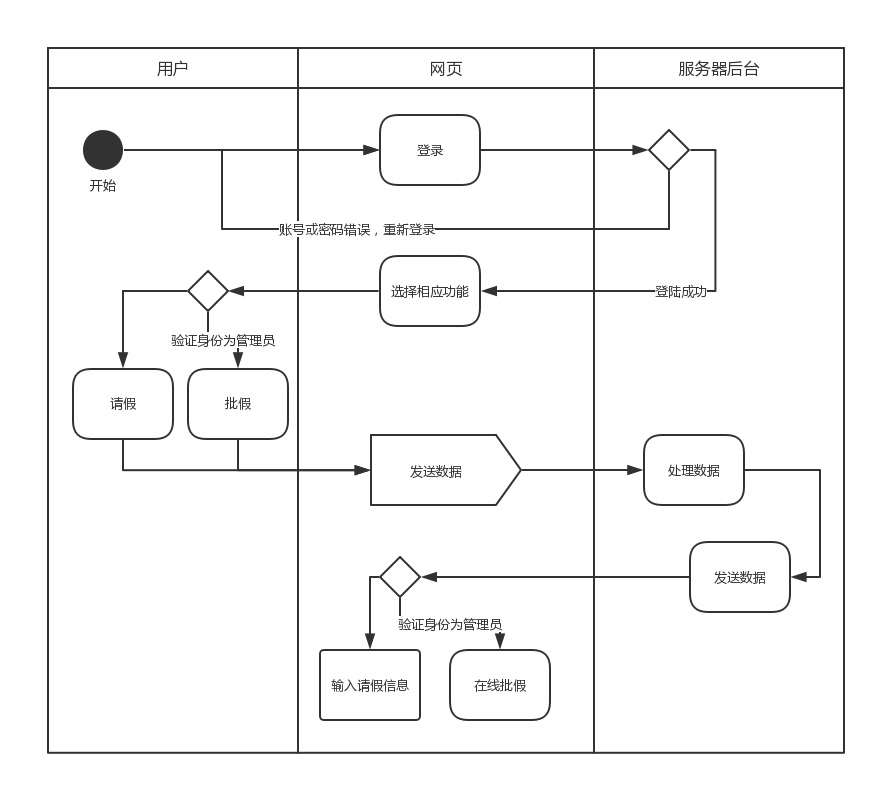 用户
网页
服务器后台
登录
开始
账号或密码错误，重新登录
选择相应功能
登陆成功
验证身份为管理员
请假
批假
发送数据
处理数据
发送数据
验证身份为管理员
输入请假信息
在线批假